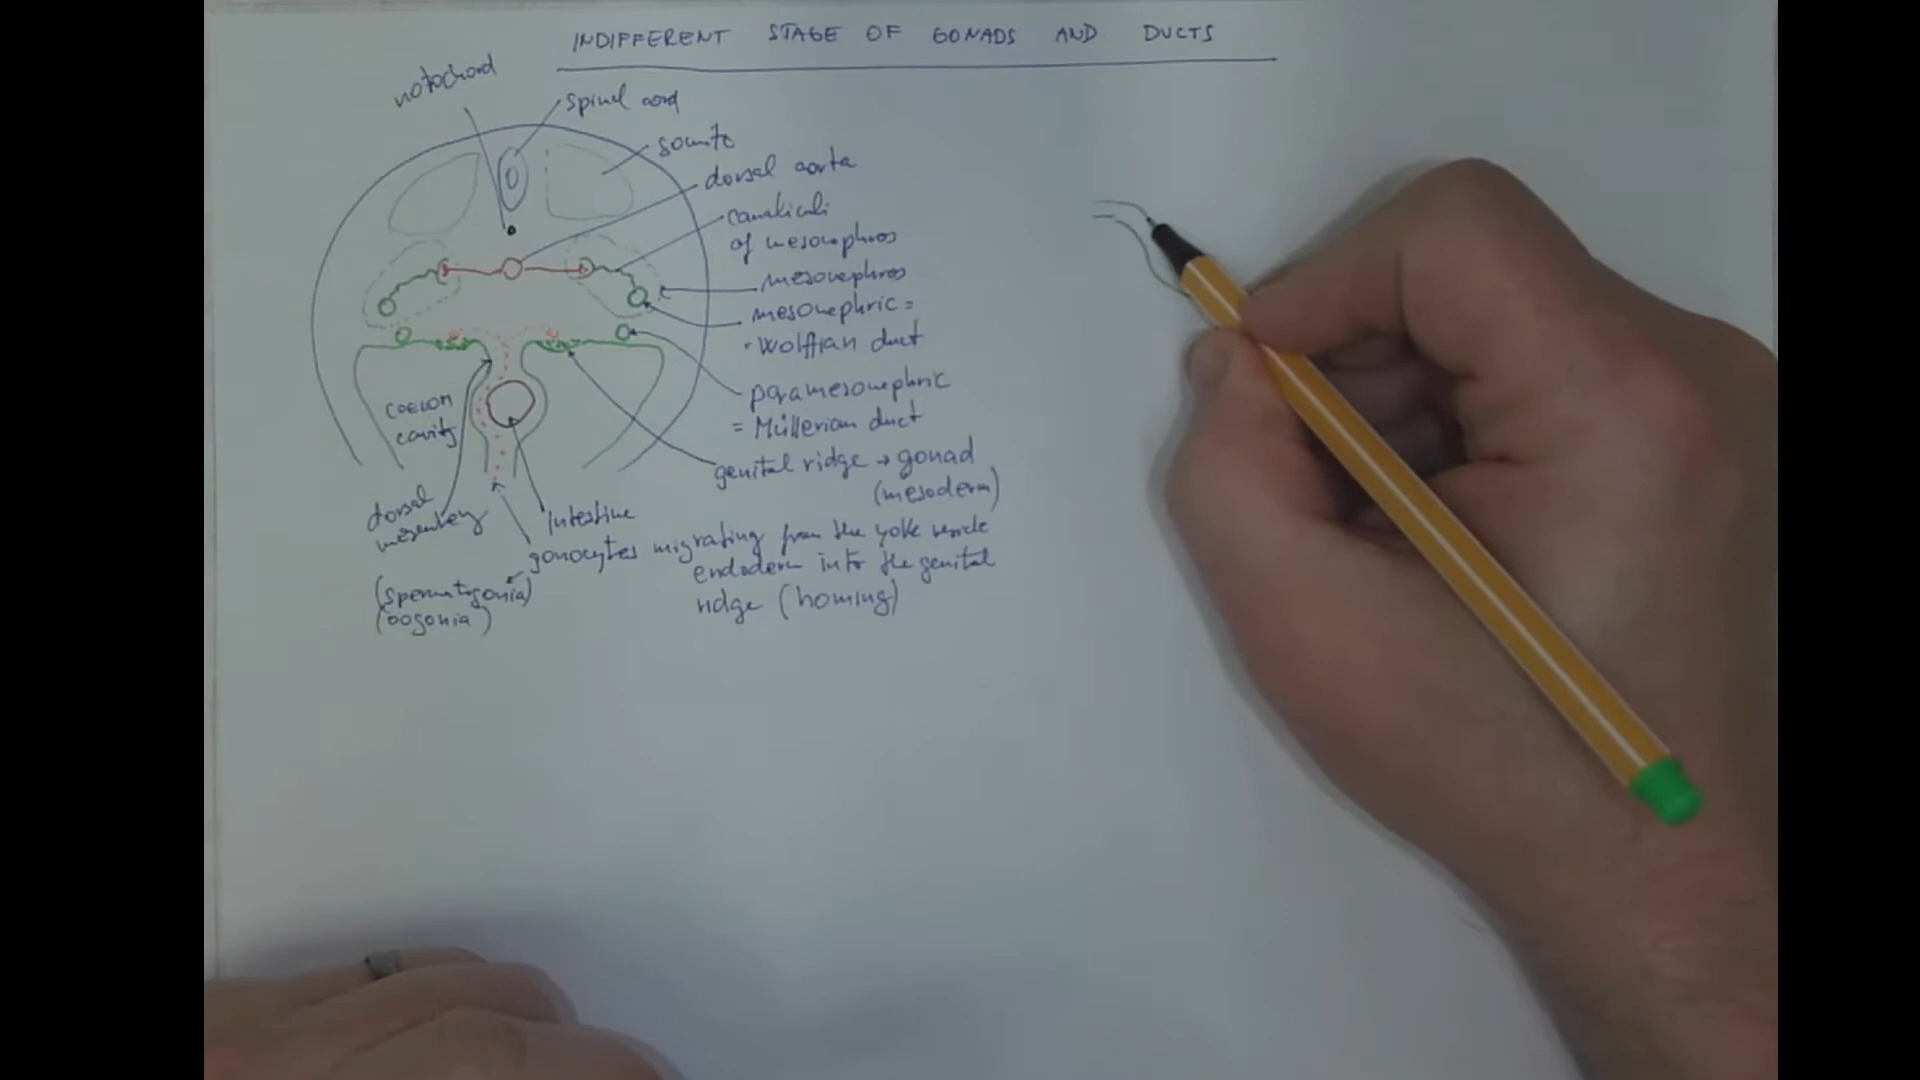 INDIFFERENT STAGE OF GONADS AND DUCTS
notochord
spinal cord
somite
dorsal aorta
canaliculi
of mesonephros
mesonephros
mesonephric =
= Wolffian duct
paramesonephric
= Müllerian duct
genital ridge → gonad
(mesoderm)
coelom
cavity
dorsal
mesentery
Intestine
gonocytes migrating from the yolk vesicle
endoderm into the genital
ridge (homing)
(spermatogonia)
(oogonia)